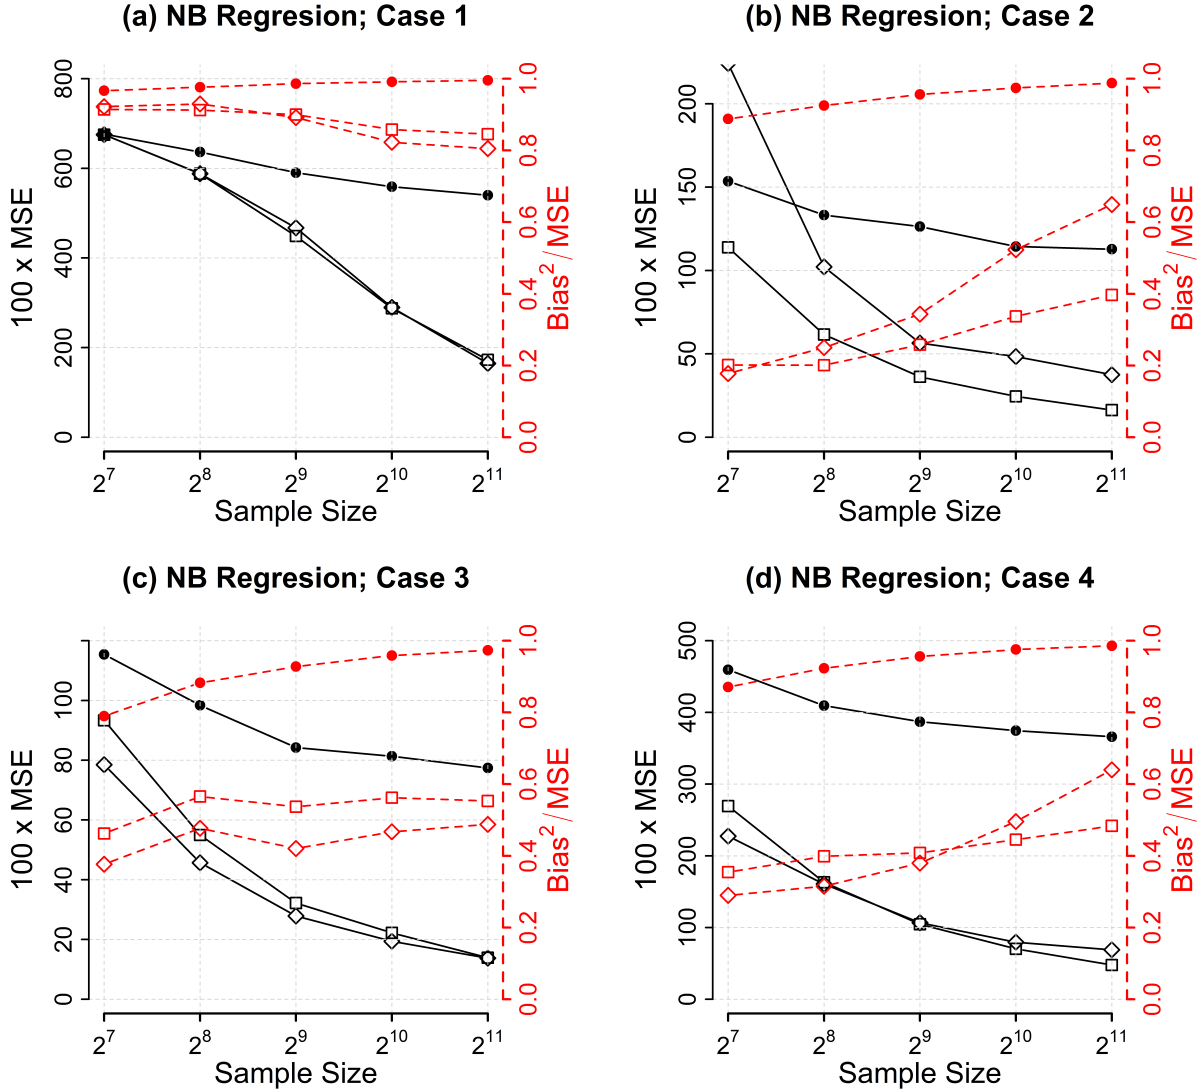 (a) NB Regresion; Case 1
800
600
400
200
0
100 x MSE
1.0
0.8
0.6
0.4
0.2
0.0
Bias² / MSE
2⁷ 2⁸ 2⁹ 2¹⁰ 2¹¹
Sample Size
(b) NB Regresion; Case 2
200
150
100
50
0
100 x MSE
1.0
0.8
0.6
0.4
0.2
0.0
Bias² / MSE
2⁷ 2⁸ 2⁹ 2¹⁰ 2¹¹
Sample Size
(c) NB Regresion; Case 3
100
80
60
40
20
0
100 x MSE
1.0
0.8
0.6
0.4
0.2
0.0
Bias² / MSE
2⁷ 2⁸ 2⁹ 2¹⁰ 2¹¹
Sample Size
(d) NB Regresion; Case 4
500
400
300
200
100
0
100 x MSE
1.0
0.8
0.6
0.4
0.2
0.0
Bias² / MSE
2⁷ 2⁸ 2⁹ 2¹⁰ 2¹¹
Sample Size